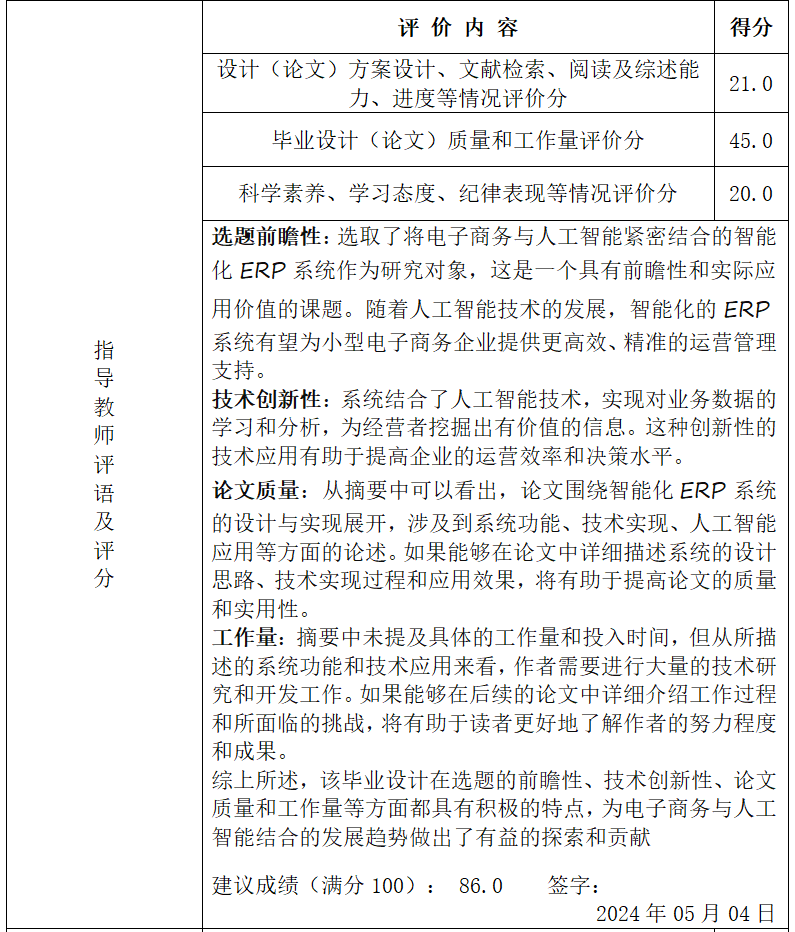 评 价 内 容
得分
设计（论文）方案设计、文献检索、阅读及综述能
力、进度等情况评价分
21.0
毕业设计（论文）质量和工作量评价分
45.0
科学素养、学习态度、纪律表现等情况评价分
20.0
指
导
教
师
评
语
及
评
分
选题前瞻性：选取了将电子商务与人工智能紧密结合的智能
化 ERP 系统作为研究对象，这是一个具有前瞻性和实际应
用价值的课题。随着人工智能技术的发展，智能化的 ERP
系统有望为小型电子商务企业提供更高效、精准的运营管理
支持。
技术创新性：系统结合了人工智能技术，实现对业务数据的
学习和分析，为经营者挖掘出有价值的信息。这种创新性的
技术应用有助于提高企业的运营效率和决策水平。
论文质量：从摘要中可以看出，论文围绕智能化 ERP 系统
的设计与实现展开，涉及到系统功能、技术实现、人工智能
应用等方面的论述。如果能够在论文中详细描述系统的设计
思路、技术实现过程和应用效果，将有助于提高论文的质量
和实用性。
工作量：摘要中未提及具体的工作量和投入时间，但从所描
述的系统功能和技术应用来看，作者需要进行大量的技术研
究和开发工作。如果能够在后续的论文中详细介绍工作过程
和所面临的挑战，将有助于读者更好地了解作者的努力程度
和成果。
综上所述，该毕业设计在选题的前瞻性、技术创新性、论文
质量和工作量等方面都具有积极的特点，为电子商务与人工
智能结合的发展趋势做出了有益的探索和贡献
建议成绩（满分 100）： 86.0 签字：
2024 年 05 月 04 日